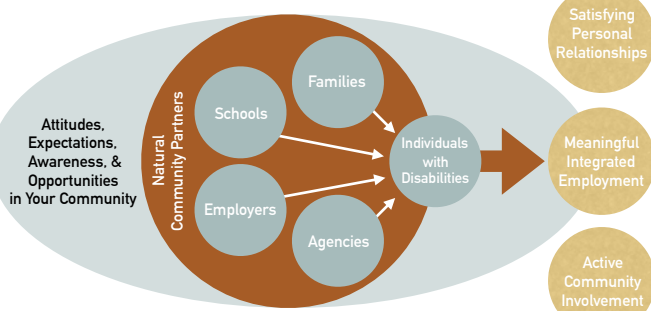 Attitudes,
Expectations,
Awareness, &
Opportunities
in Your Community
Natural
Community Partners
Families
Schools
Employers
Agencies
Individuals
with
Disabilities
Satisfying
Personal
Relationships
Meaningful
Integrated
Employment
Active
Community
Involvement